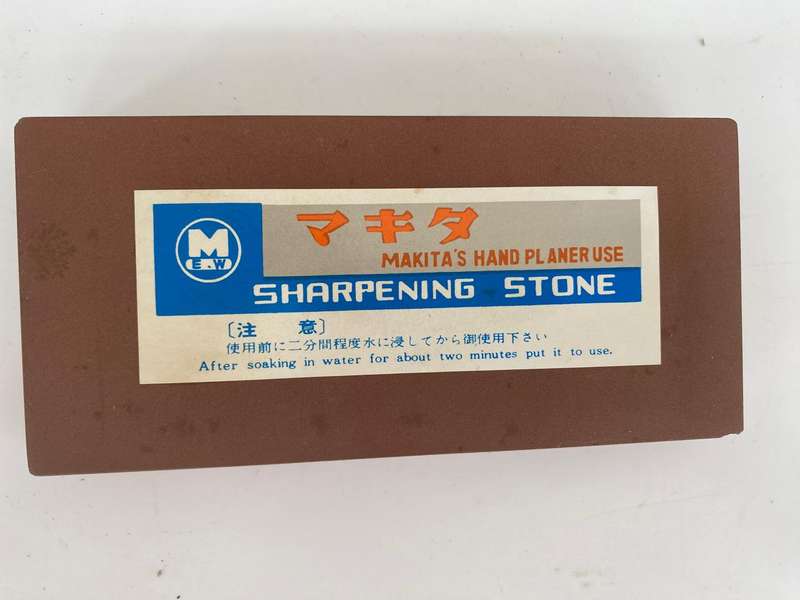 M
E.W
マキタ
MAKITA'S HAND PLANER USE
SHARPENING STONE
〔注 意〕
使用前に二分間程度水に浸してから御使用下さい
After soaking in water for about two minutes put it to use.